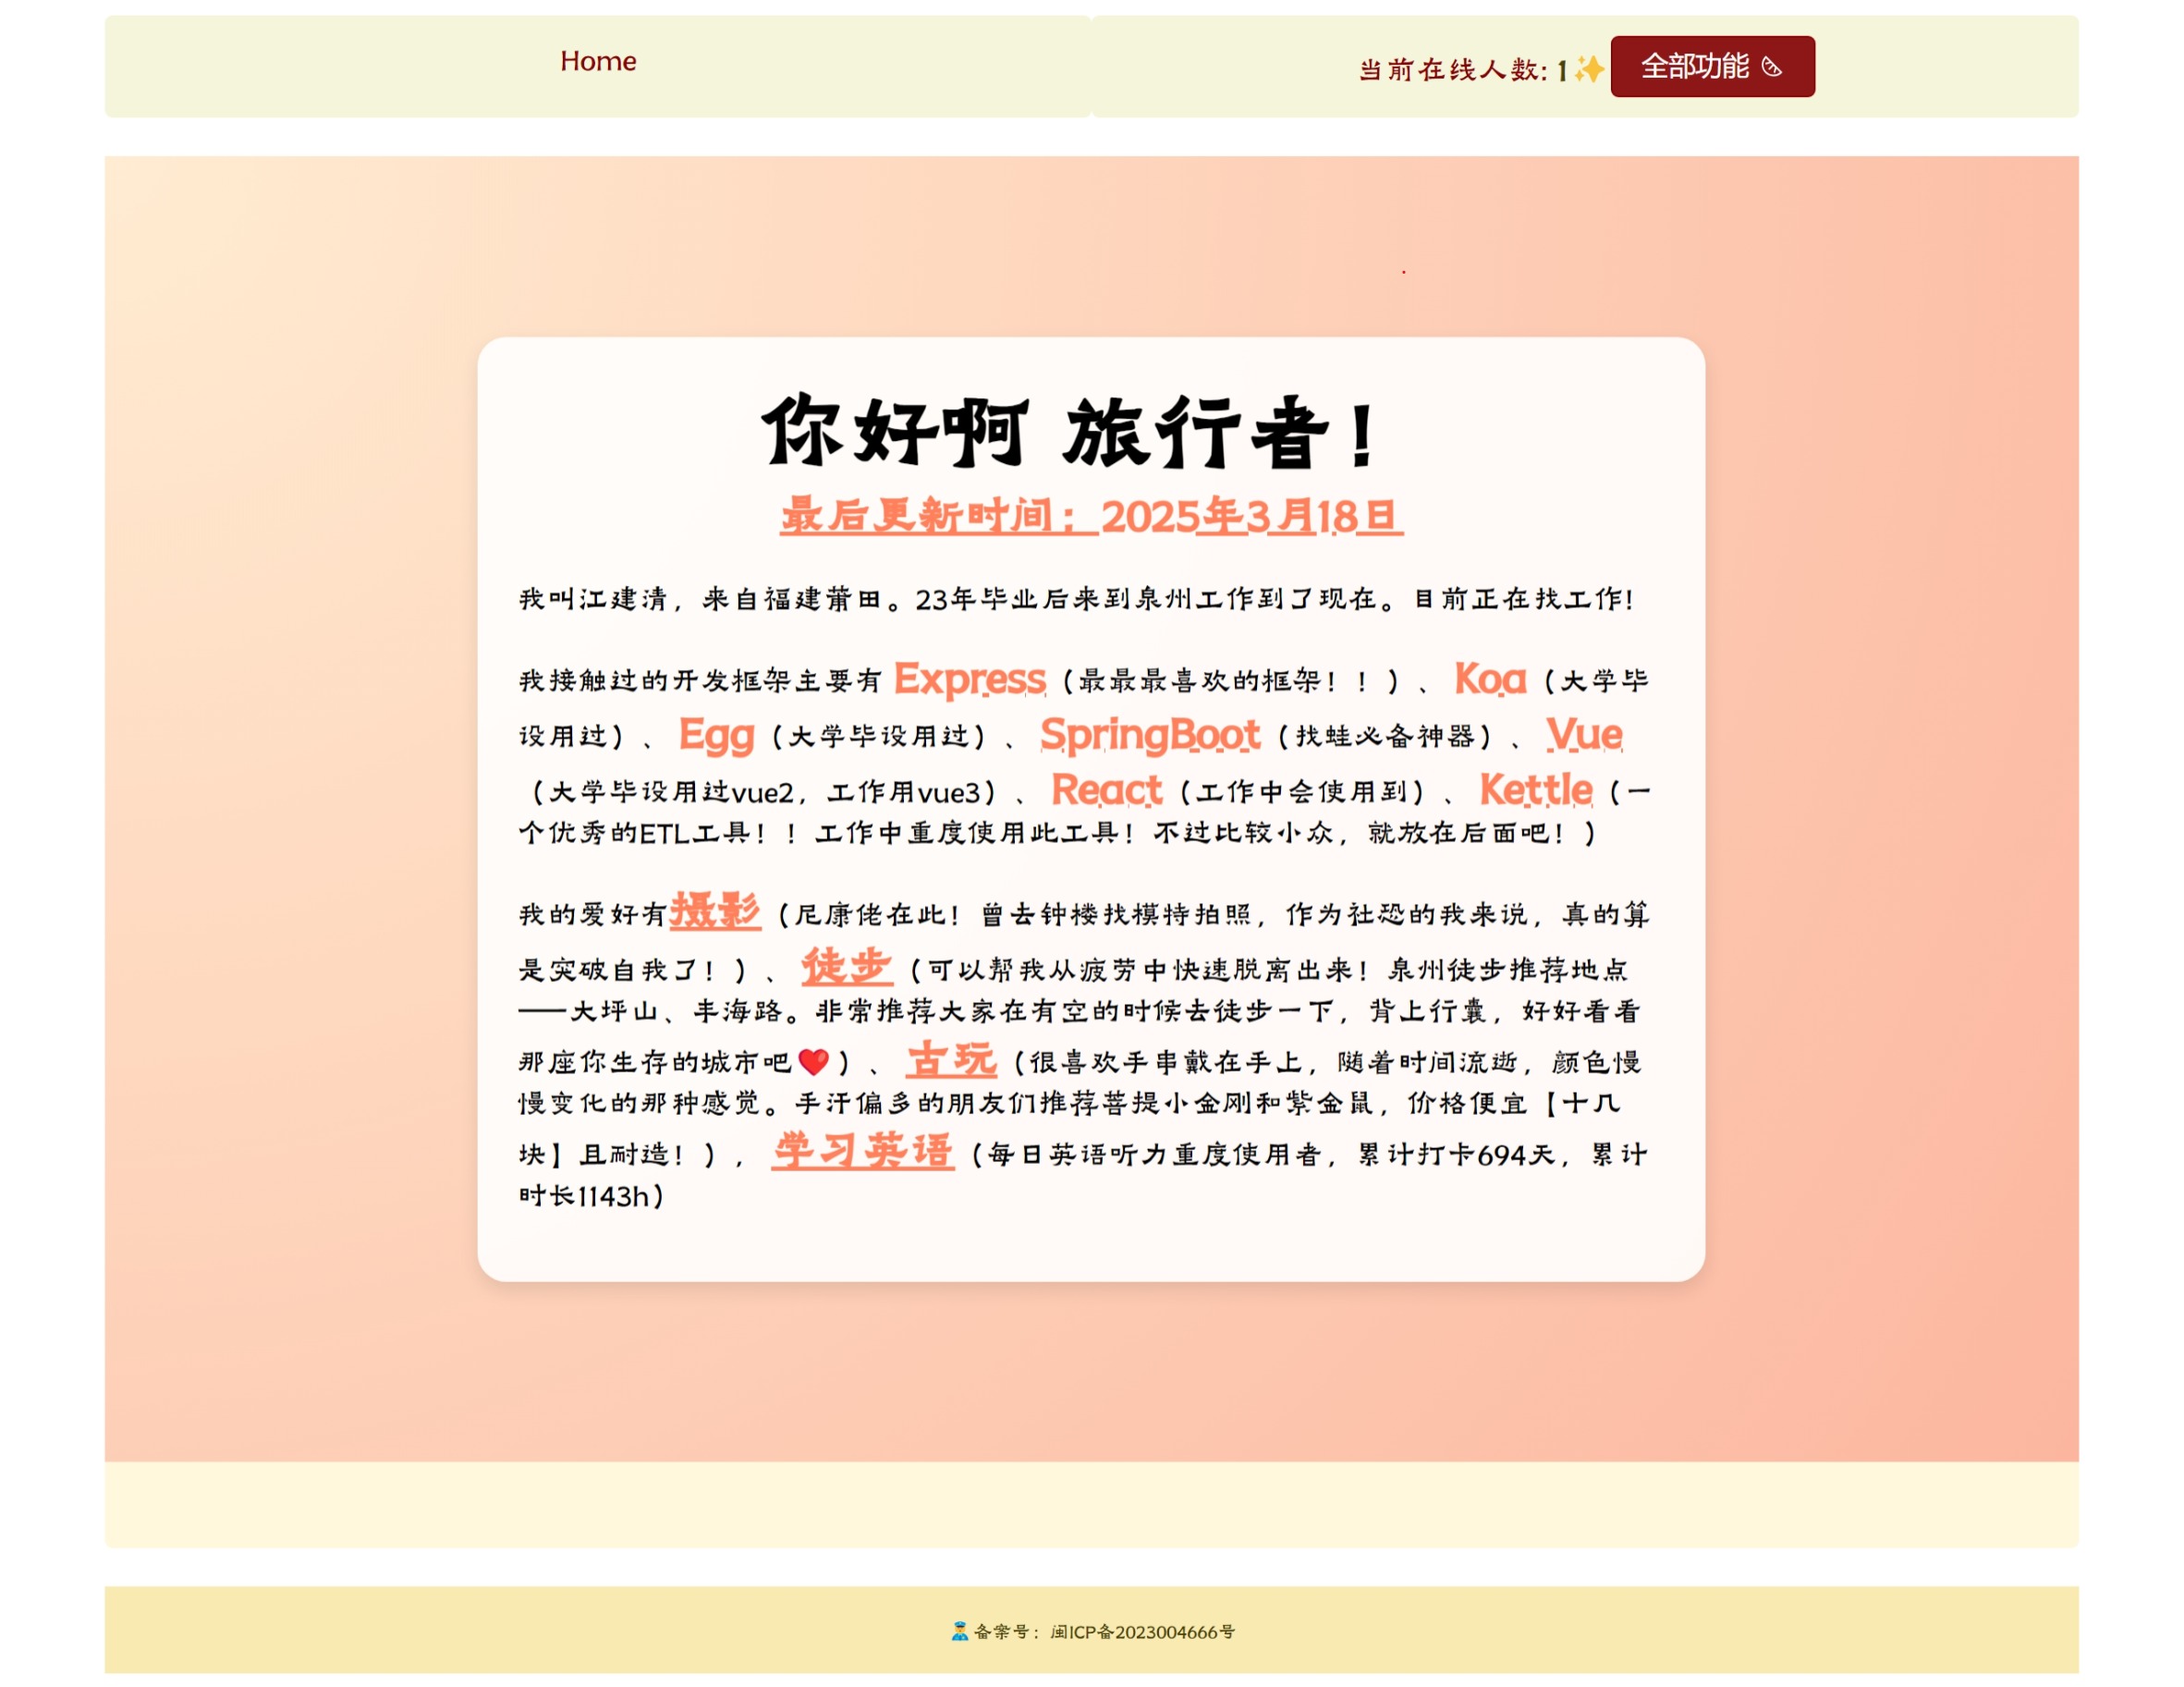 Home
当前在线人数: 1✨
全部功能
你好啊 旅行者！
最后更新时间：2025年3月18日
我叫江建清，来自福建莆田。23年毕业后来到泉州工作到了现在。目前正在找工作！
我接触过的开发框架主要有 Express（最最最喜欢的框架！！）、 Koa（大学毕
设用过）、 Egg（大学毕设用过）、 SpringBoot（找蛙必备神器）、 Vue
（大学毕设用过vue2，工作用vue3）、 React（工作中会使用到）、 Kettle（一
个优秀的ETL工具！！工作中重度使用此工具！不过比较小众，就放在后面吧！）
我的爱好有摄影（尼康佬在此！曾去钟楼找模特拍照，作为社恐的我来说，真的算
是突破自我了！）、 徒步（可以帮我从疲劳中快速脱离出来！泉州徒步推荐地点
——大坪山、丰海路。非常推荐大家在有空的时候去徒步一下，背上行囊，好好看看
那座你生存的城市吧❤️）、 古玩（很喜欢手串戴在手上，随着时间流逝，颜色慢
慢变化的那种感觉。手汗偏多的朋友们推荐菩提小金刚和紫金鼠，价格便宜【十几
块】且耐造！）， 学习英语（每日英语听力重度使用者，累计打卡694天，累计
时长1143h）
备案号：闽ICP备2023004666号